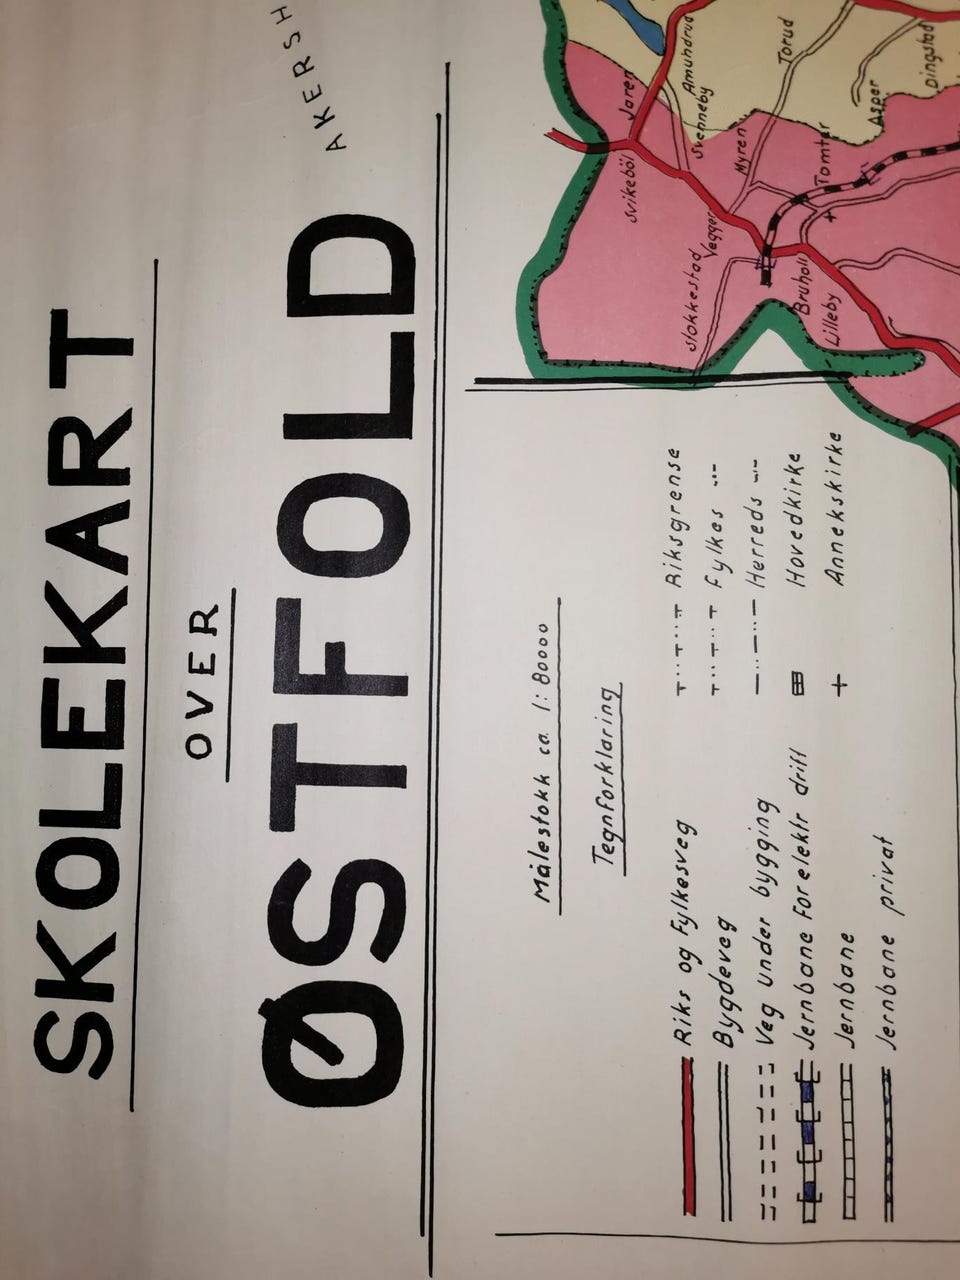 SKOLEKART
OVER
ØSTFOLD
AKERSH
Målestokk ca. 1:80000
Tegnforklaring
Riks og Fylkesveg
Bygdeveg
Veg under bygging
Jernbane for elektr drift
Jernbane
Jernbane privat
Riksgrense
Fylkes -"-
Herreds -"-
Hovedkirke
Annekskirke
Svikeböl
Jaren
Amundrud
Svenneby
Torud
Dingstad
Asper
Myren
Tomter
Vegger
Slokkestad
Bruholt
Lilleby